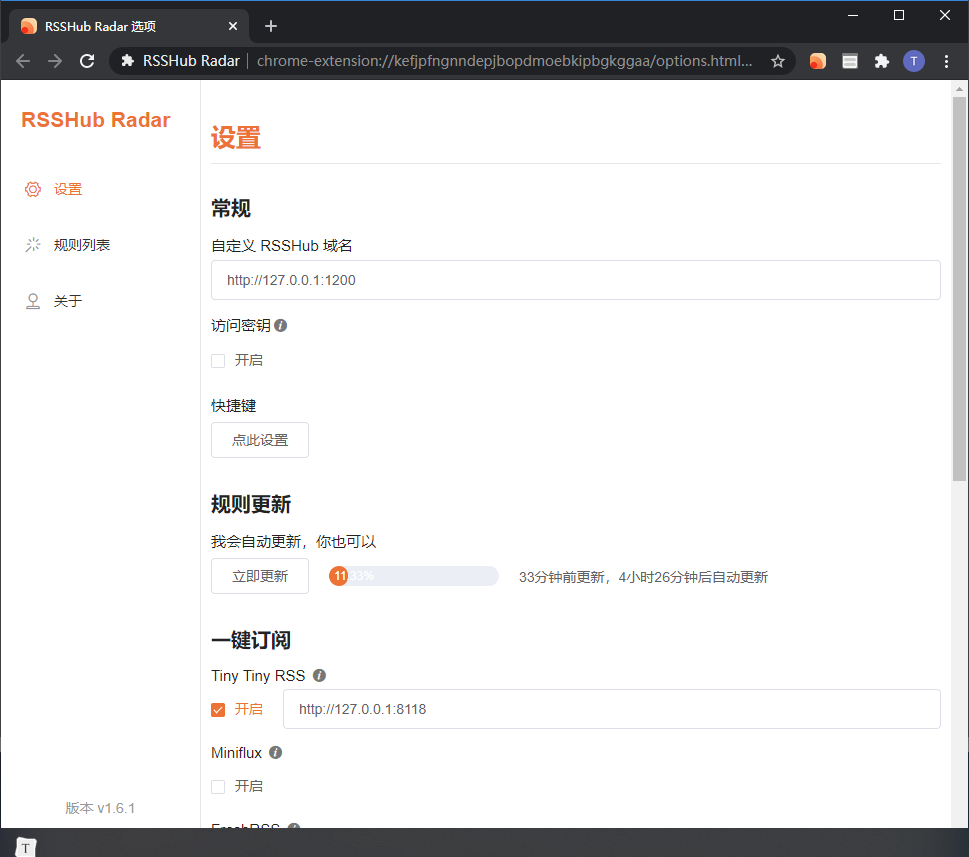 RSSHub Radar 选项
RSSHub Radar
chrome-extension://kefjpfngnndepjbopdmoebkipbgkggaa/options.html...
T
RSSHub Radar
设置
规则列表
关于
版本 v1.6.1
设置
常规
自定义 RSSHub 域名
http://127.0.0.1:1200
访问密钥
开启
快捷键
点此设置
规则更新
我会自动更新，你也可以
立即更新
11.33%
33分钟前更新，4小时26分钟后自动更新
一键订阅
Tiny Tiny RSS
开启
http://127.0.0.1:8118
Miniflux
开启
FreshRSS
T